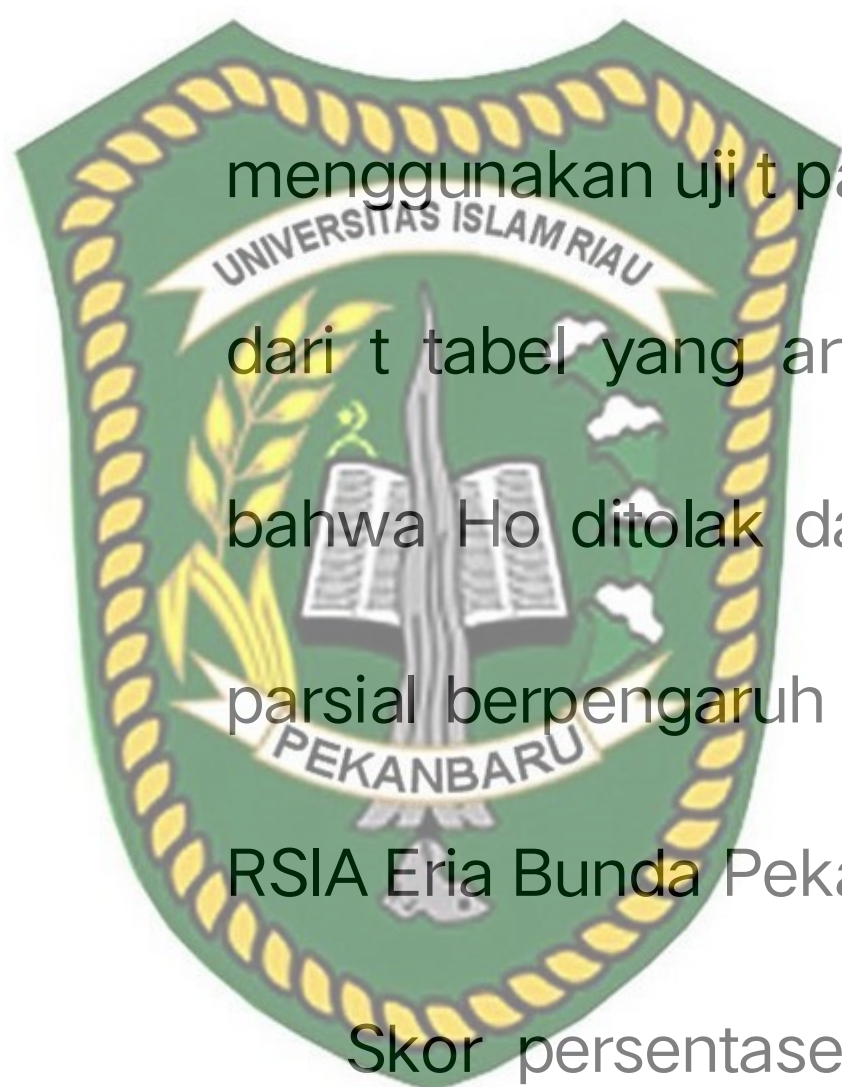 menggunakan uji t pa
UNIVERSITAS ISLAM RIAU
dari t tabel yang an
bahwa Ho ditolak da
parsial berpengaruh
PEKANBARU
RSIA Eria Bunda Peka
Skor persentase